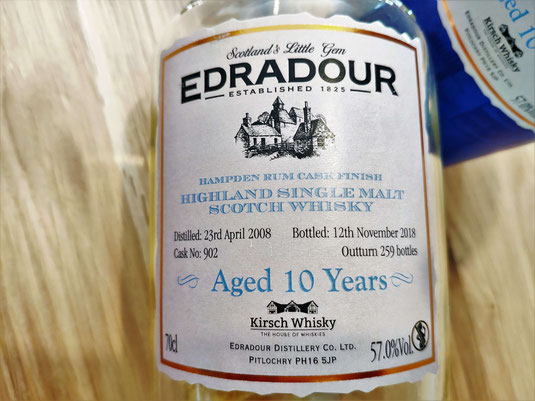 Scotland's Little Gem
EDRADOUR
ESTABLISHED 1825
HAMPDEN RUM CASK FINISH
HIGHLAND SINGLE MALT
SCOTCH WHISKY
Distilled: 23rd April 2008 Bottled: 12th November 2018
Cask No: 902 Outturn 259 bottles
Aged 10 Years
Kirsch Whisky
THE HOUSE OF WHISKIES
70cl
EDRADOUR DISTILLERY CO. LTD.
PITLOCHRY PH16 5JP
57.0%Vol.
Aged 10
Kirsch Whisky